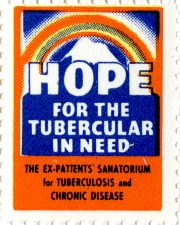 HOPE
FOR THE
TUBERCULAR
IN NEED
THE EX-PATIENTS' SANATORIUM
for TUBERCULOSIS and
CHRONIC DISEASE